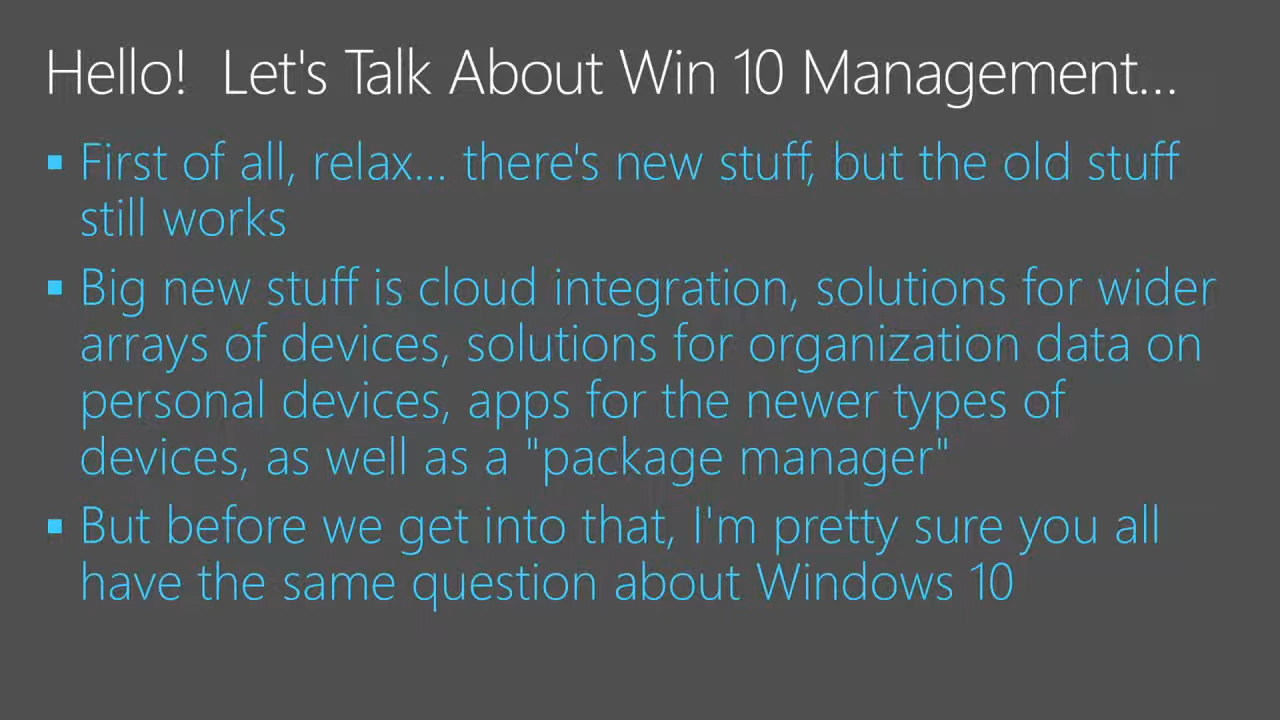 Hello!  Let's Talk About Win 10 Management...
▪ First of all, relax... there's new stuff, but the old stuff
still works
▪ Big new stuff is cloud integration, solutions for wider
arrays of devices, solutions for organization data on
personal devices, apps for the newer types of
devices, as well as a "package manager"
▪ But before we get into that, I'm pretty sure you all
have the same question about Windows 10